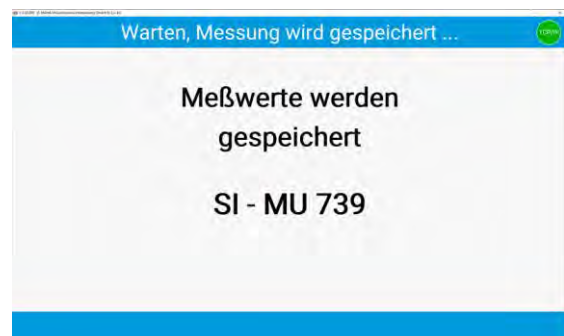 Warten, Messung wird gespeichert ...
Meßwerte werden
gespeichert
SI - MU 739